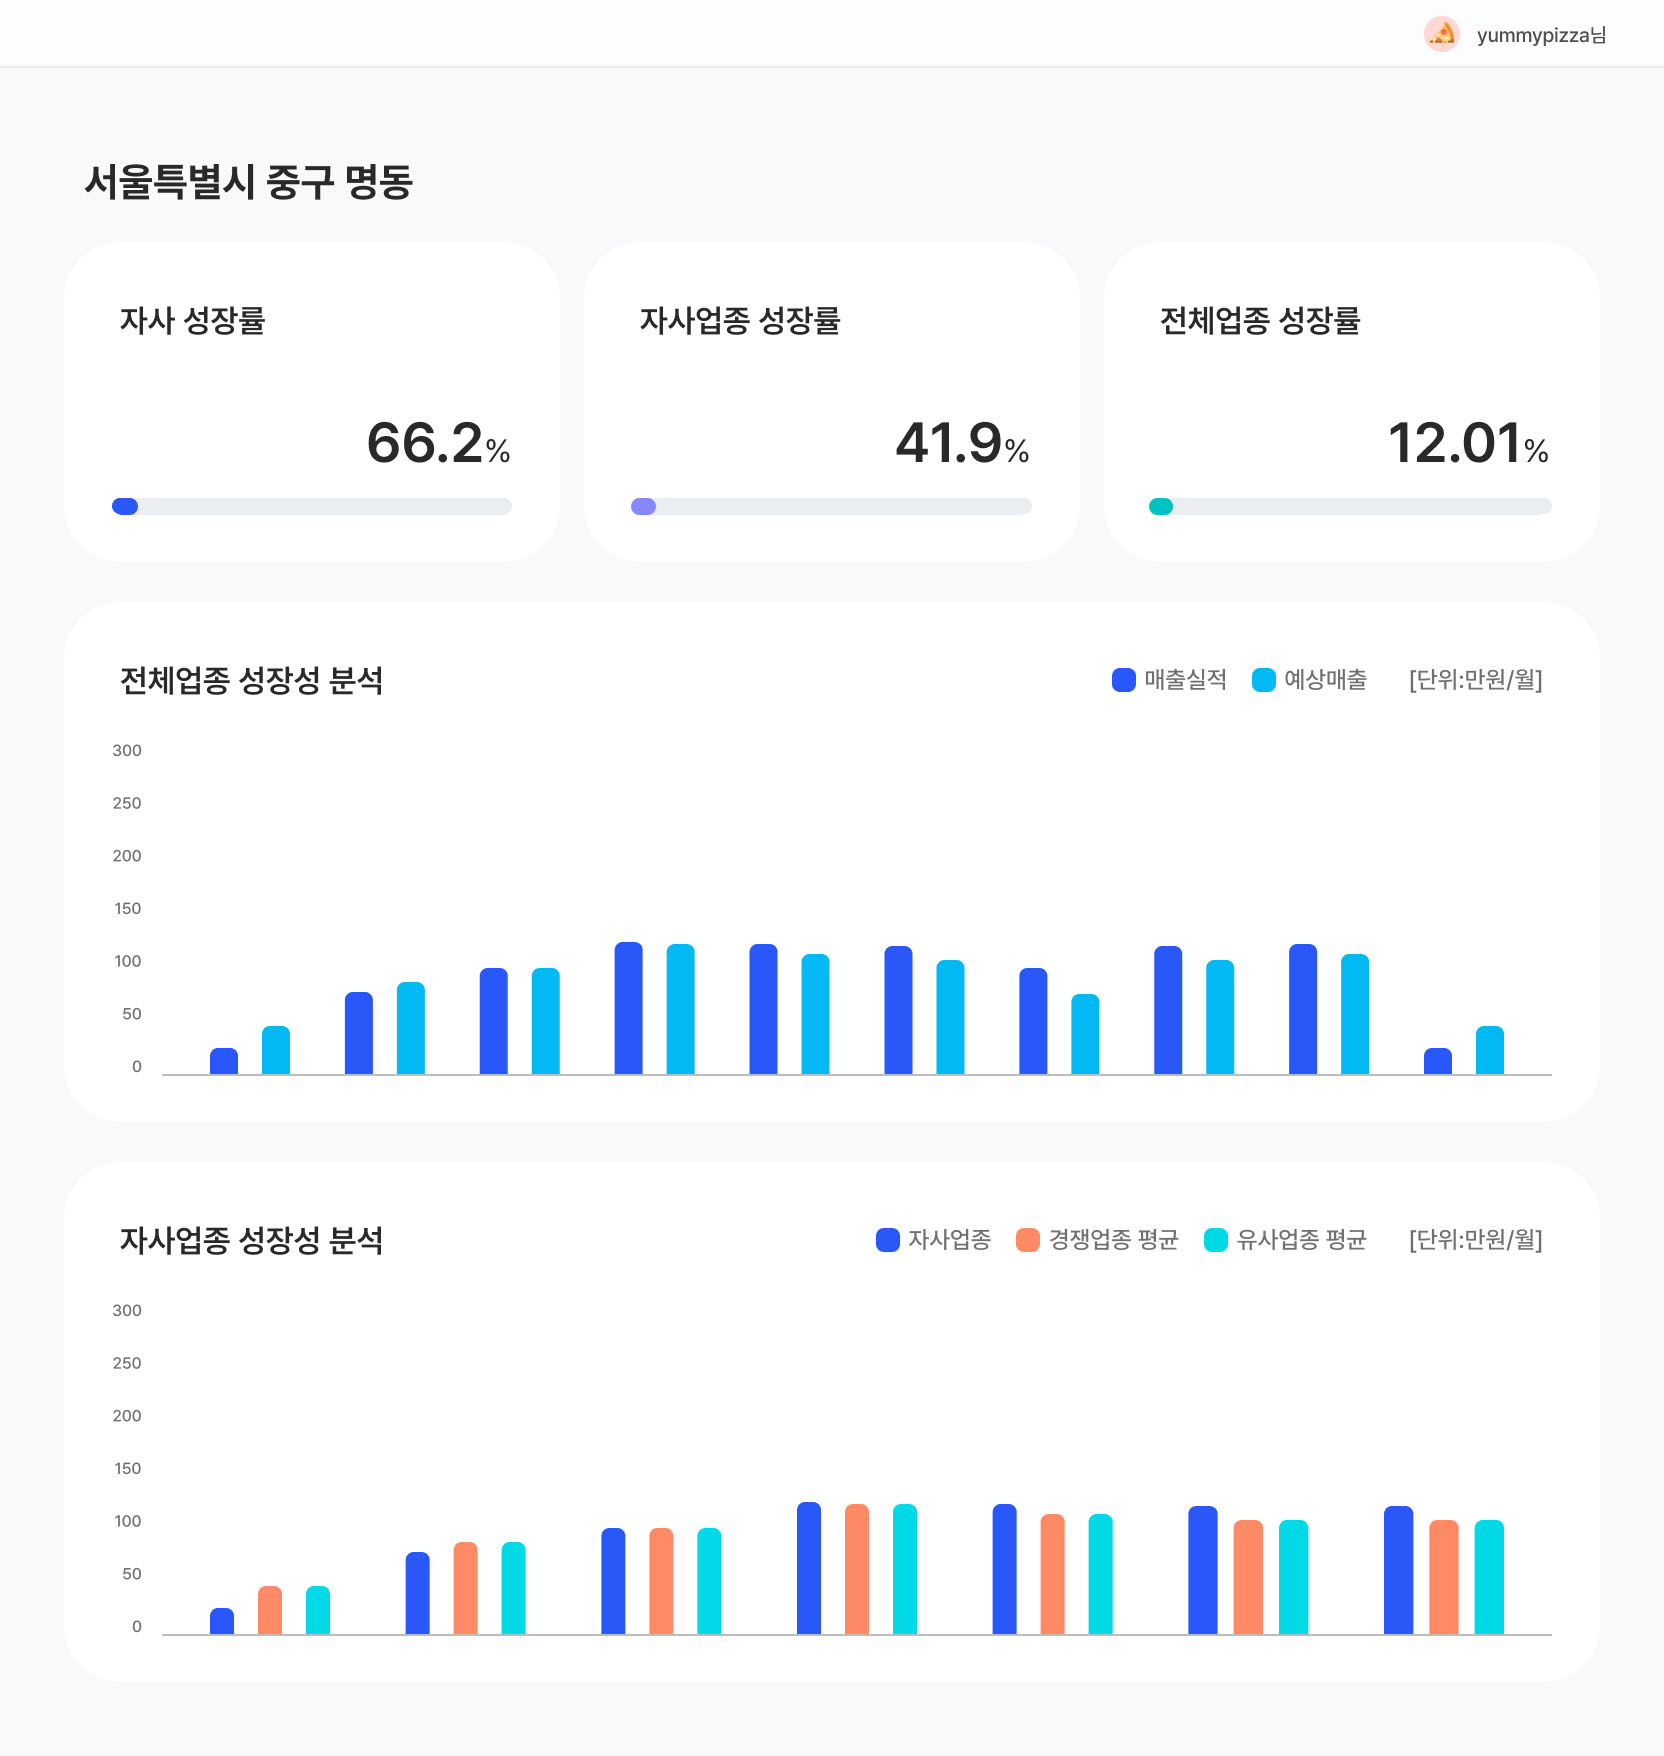 yummypizza님
서울특별시 중구 명동
자사 성장률
66.2%
자사업종 성장률
41.9%
전체업종 성장률
12.01%
전체업종 성장성 분석
매출실적 예상매출 [단위:만원/월]
300
250
200
150
100
50
0
자사업종 성장성 분석
자사업종 경쟁업종 평균 유사업종 평균 [단위:만원/월]
300
250
200
150
100
50
0